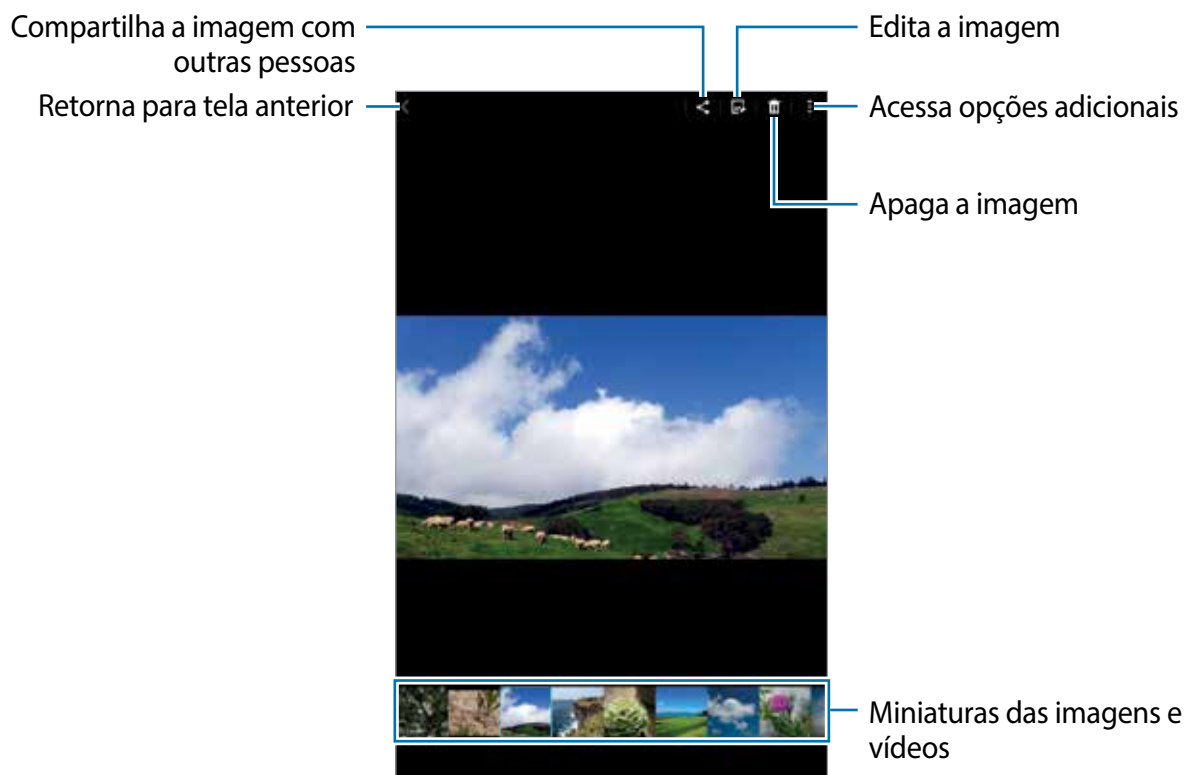 Compartilha a imagem com
outras pessoas
Edita a imagem
Retorna para tela anterior
Acessa opções adicionais
Apaga a imagem
Miniaturas das imagens e
vídeos